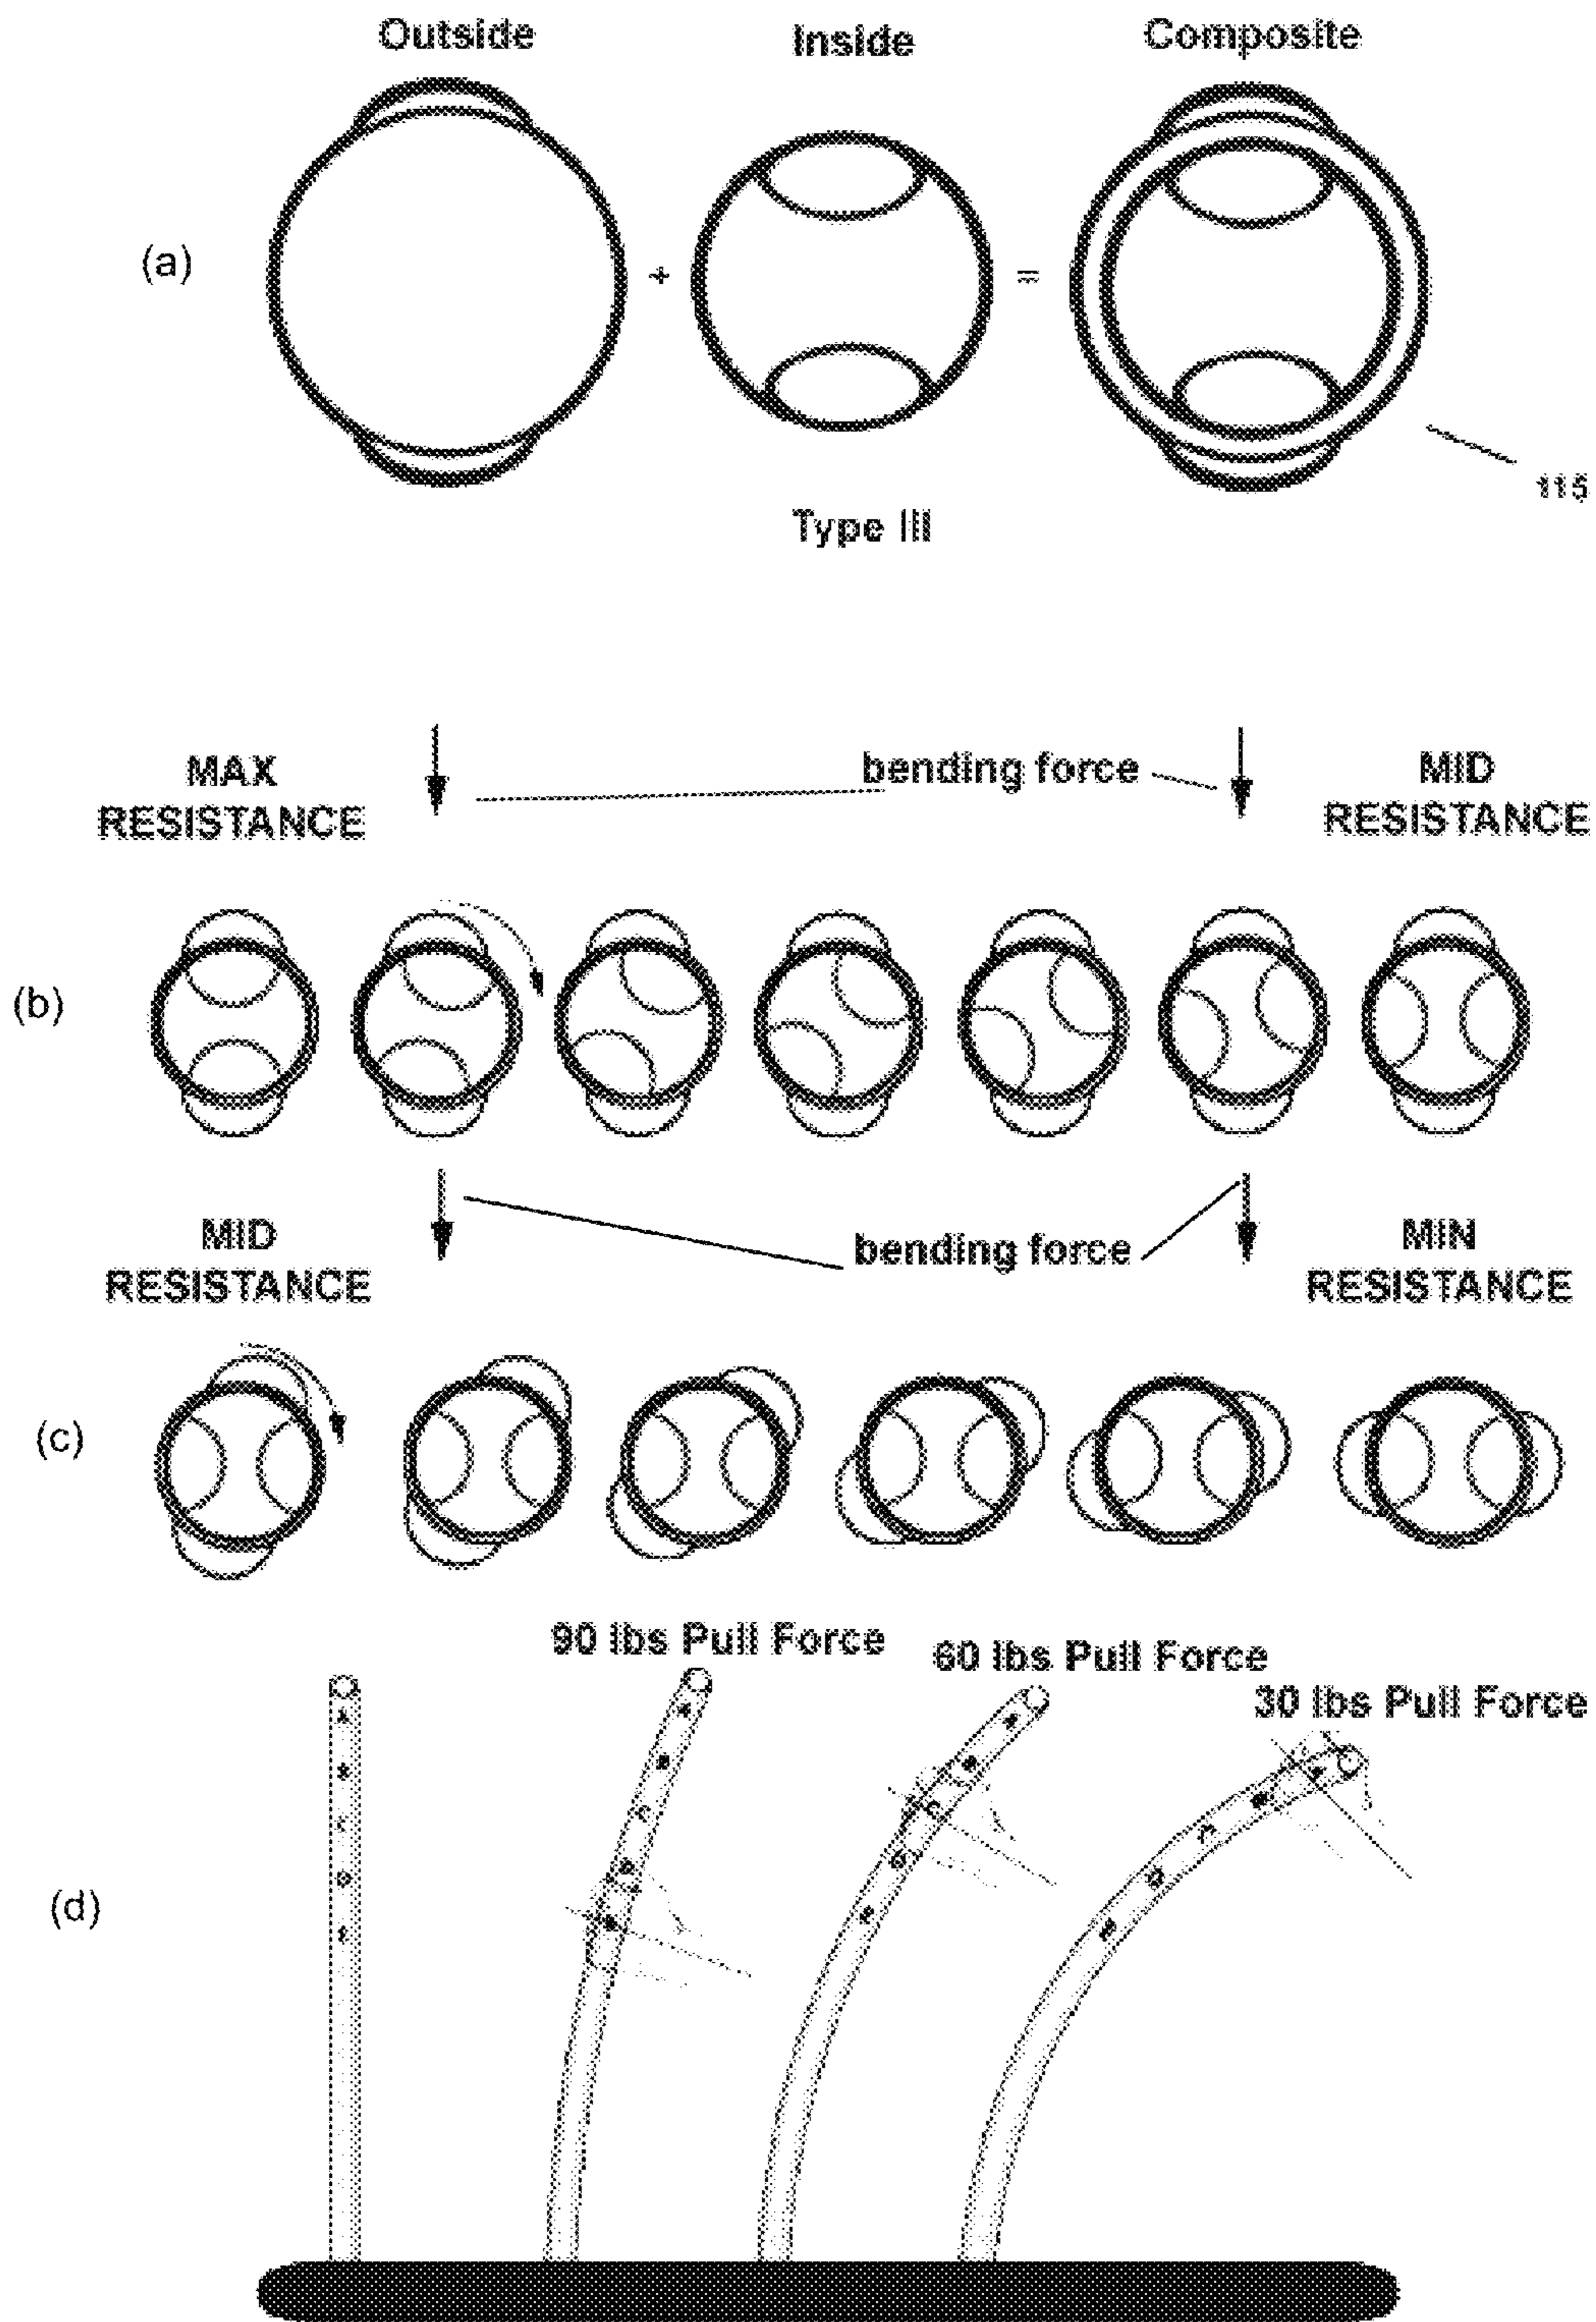 Outside
Inside
Composite
(a)
+
=
115
Type III
MAX
RESISTANCE
bending force
MID
RESISTANCE
(b)
MID
RESISTANCE
bending force
MIN
RESISTANCE
(c)
90 lbs Pull Force
60 lbs Pull Force
30 lbs Pull Force
(d)